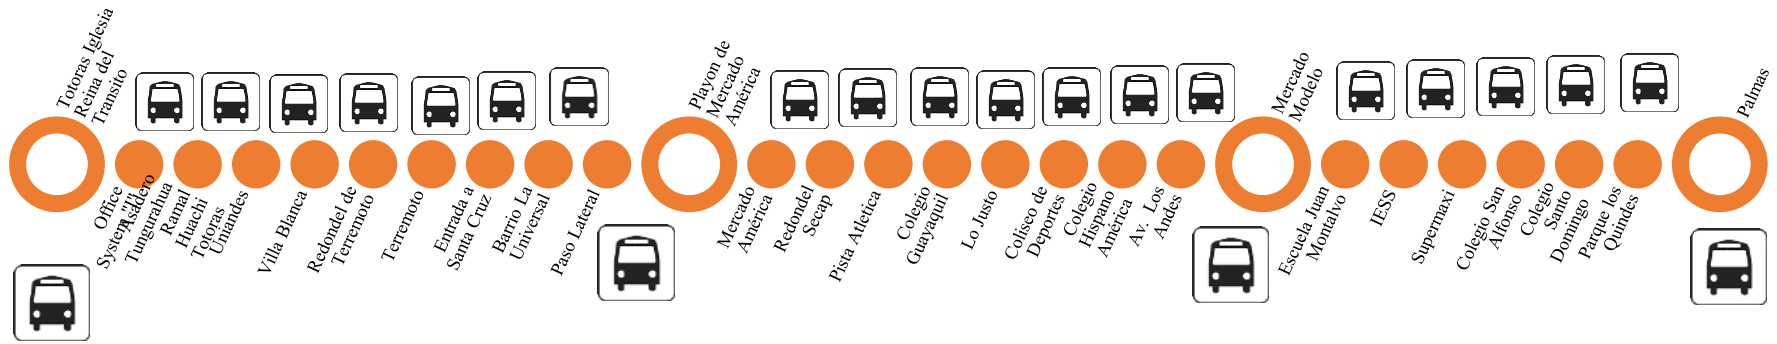 Totoras Iglesia
Reina del
Transito
Office
System "
Asadero
Tungurahua
Ramal
Huachi
Totoras
Uniandes
Villa Blanca
Redondel de
Terremoto
Terremoto
Entrada a
Santa Cruz
Barrio La
Universal
Paso Lateral
Playon de
Mercado
América
Mercado
América
Redondel
Secap
Pista Atletica
Colegio
Guayaquil
Lo Justo
Coliseo de
Deportes
Colegio
Hispano
América
Av. Los
Andes
Mercado
Modelo
Escuela Juan
Montalvo
IESS
Supermaxi
Colegio San
Alfonso
Colegio
Santo
Domingo
Parque los
Quindes
Palmas